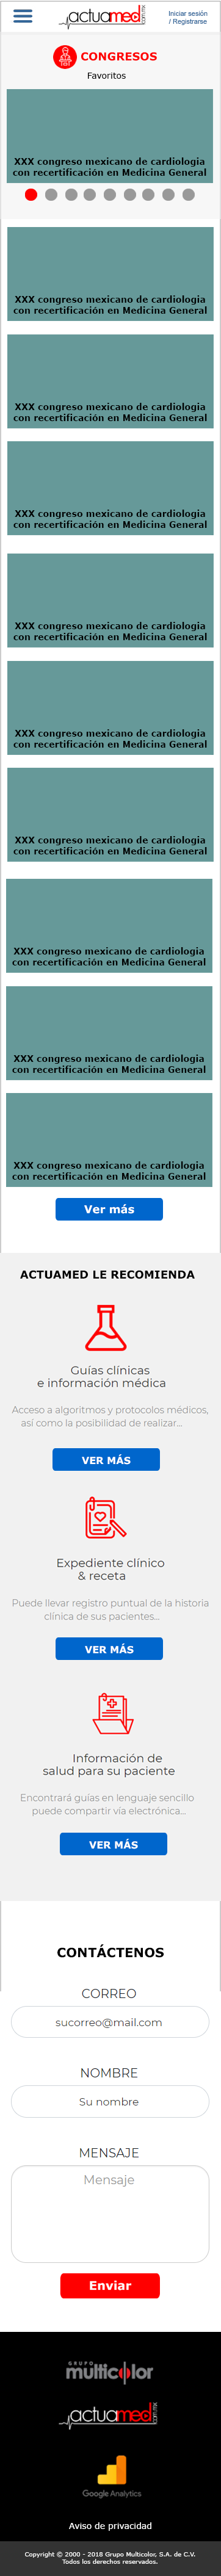 actuamed.com.mx
Iniciar sesión
/ Registrarse
CONGRESOS
Favoritos
XXX congreso mexicano de cardiologia
con recertificación en Medicina General
XXX congreso mexicano de cardiologia
con recertificación en Medicina General
XXX congreso mexicano de cardiologia
con recertificación en Medicina General
XXX congreso mexicano de cardiologia
con recertificación en Medicina General
XXX congreso mexicano de cardiologia
con recertificación en Medicina General
XXX congreso mexicano de cardiologia
con recertificación en Medicina General
XXX congreso mexicano de cardiologia
con recertificación en Medicina General
XXX congreso mexicano de cardiologia
con recertificación en Medicina General
XXX congreso mexicano de cardiologia
con recertificación en Medicina General
XXX congreso mexicano de cardiologia
con recertificación en Medicina General
Ver más
ACTUAMED LE RECOMIENDA
Guías clínicas
e información médica
Acceso a algoritmos y protocolos médicos,
así como la posibilidad de realizar...
VER MÁS
Expediente clínico
& receta
Puede llevar registro puntual de la historia
clínica de sus pacientes...
VER MÁS
Información de
salud para su paciente
Encontrará guías en lenguaje sencillo
puede compartir vía electrónica...
VER MÁS
CONTÁCTENOS
CORREO
sucorreo@mail.com
NOMBRE
Su nombre
MENSAJE
Mensaje
Enviar
GRUPO
multicolor
actuamed.com.mx
Google Analytics
Aviso de privacidad
Copyright © 2000 - 2018 Grupo Multicolor, S.A. de C.V.
Todos los derechos reservados.